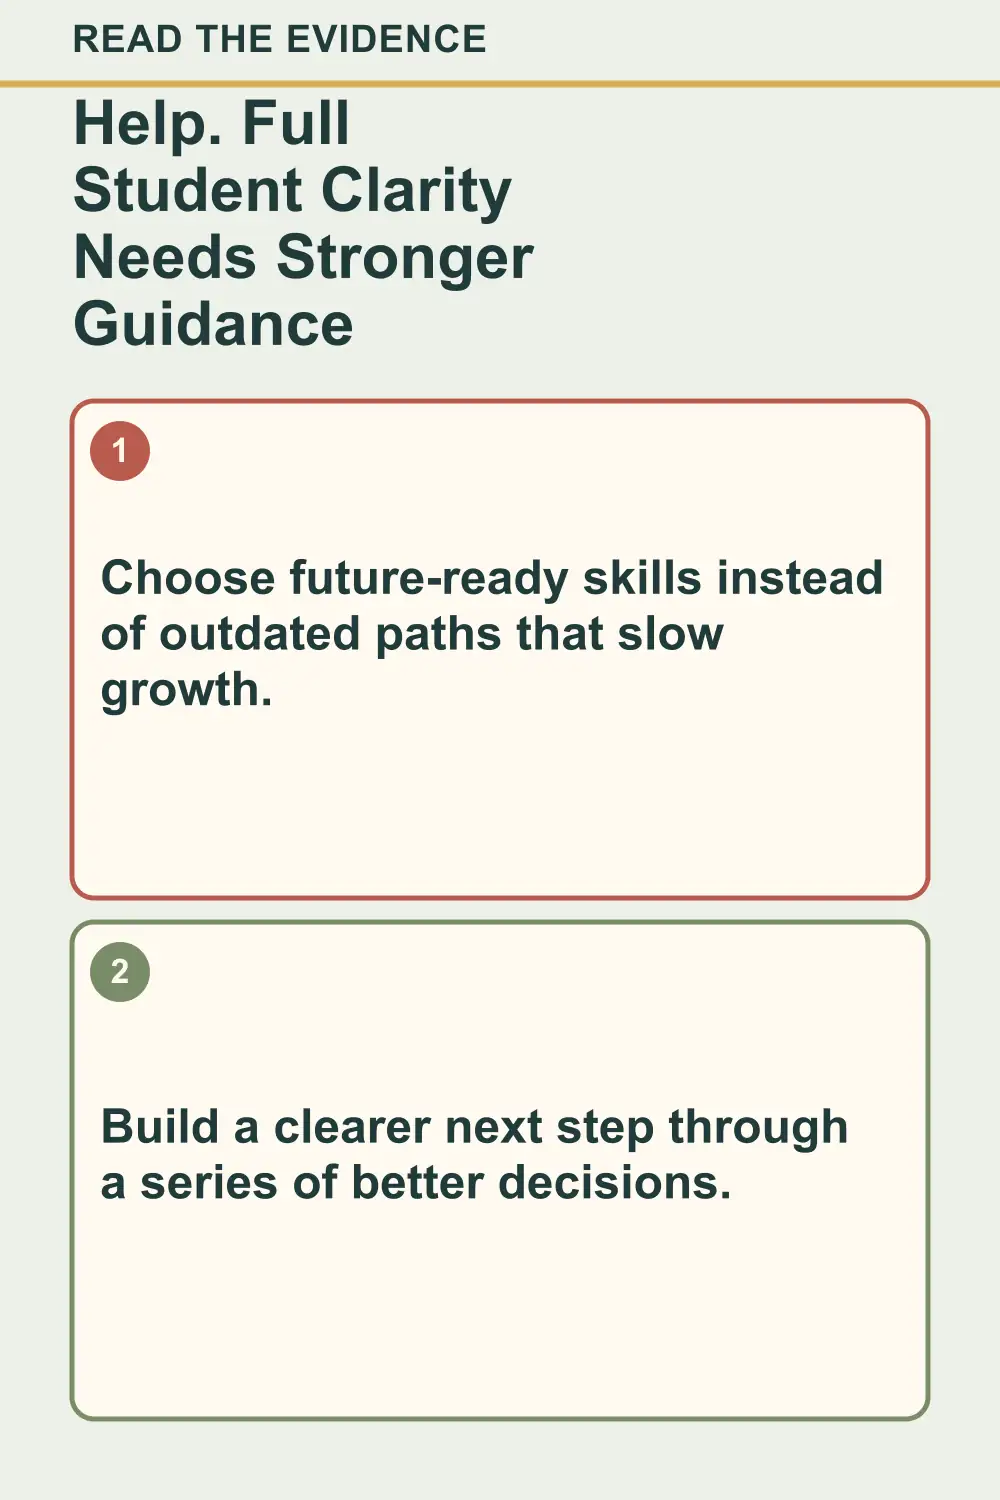 READ THE EVIDENCE
Help. Full
Student Clarity
Needs Stronger
Guidance
1
Choose future-ready skills instead
of outdated paths that slow
growth.
2
Build a clearer next step through
a series of better decisions.